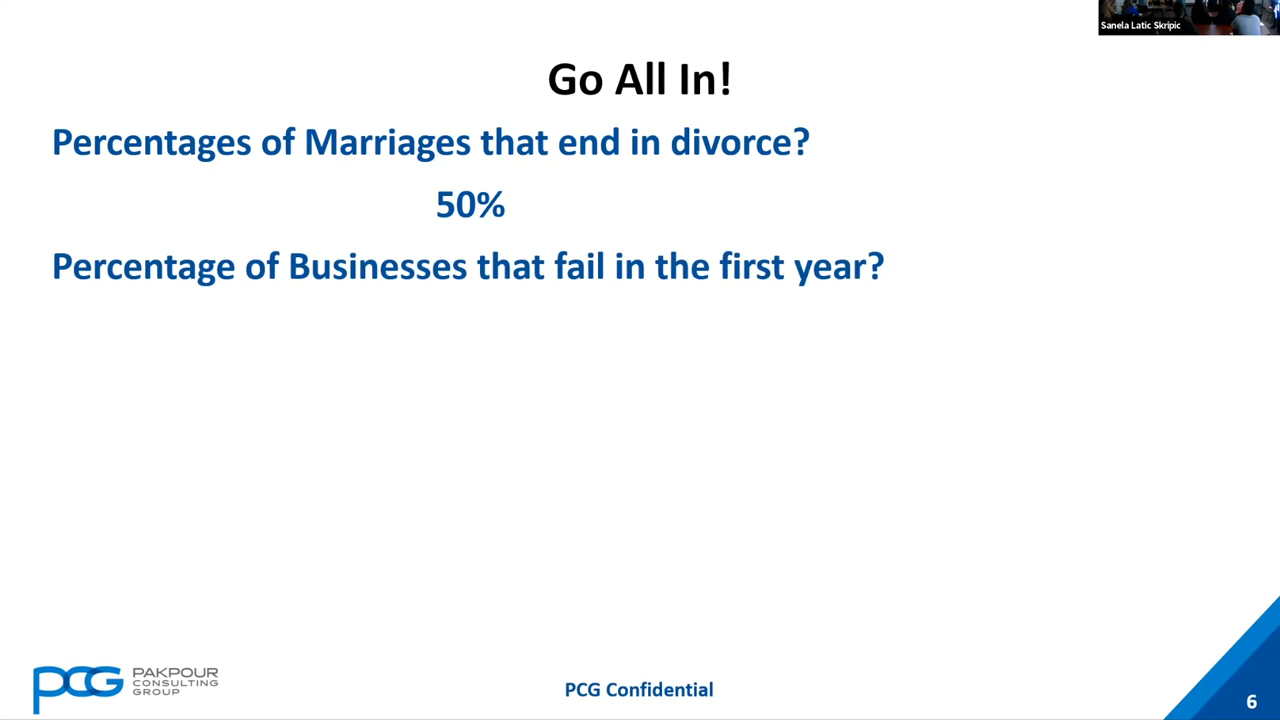 Sanela Latic Skripic
Go All In!
Percentages of Marriages that end in divorce?
50%
Percentage of Businesses that fail in the first year?
PCG PAKPOUR
CONSULTING
GROUP
PCG Confidential
6